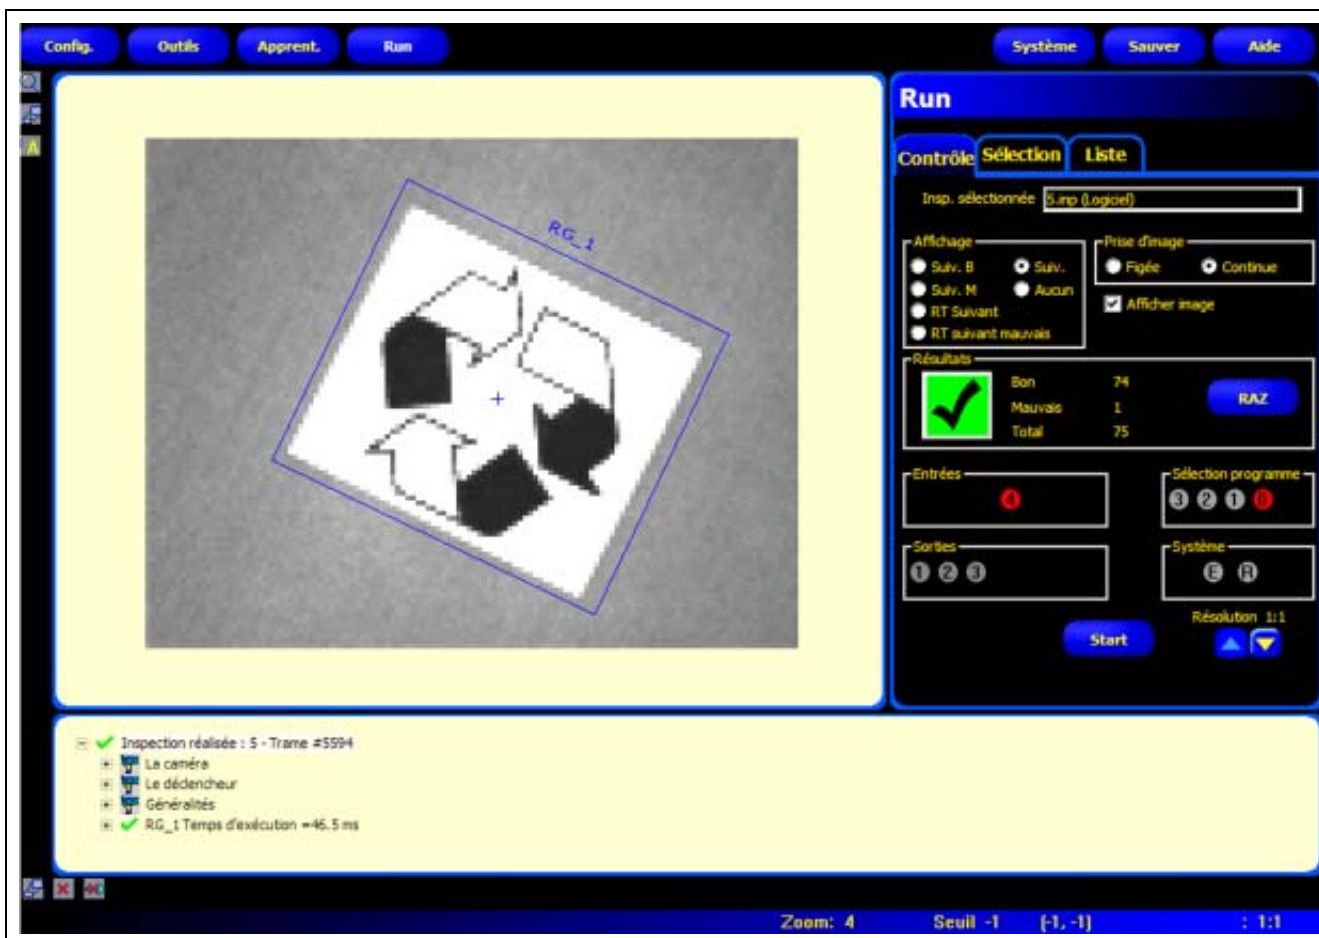 Config. Outils Apprent. Run Système Sauver Aide
A
Run
Contrôle Sélection Liste
Insp. sélectionnée 5.inp (Logiciel)
Affichage
Suiv. B Suiv.
Suiv. M Aucun
RT Suivant
RT suivant mauvais
Prise d'image
Figée Continue
Afficher image
Résultats
Bon 74
Mauvais 1
Total 75
RAZ
Entrées
4
Sélection programme
3 2 1 0
Sorties
1 2 3
Système
E R
Résolution 1:1
Start
RG_1
Inspection réalisée : 5 - Trame #5594
La caméra
Le déclencheur
Généralités
RG_1 Temps d'exécution =46.5 ms
Zoom: 4 Seuil -1 (-1, -1) : 1:1